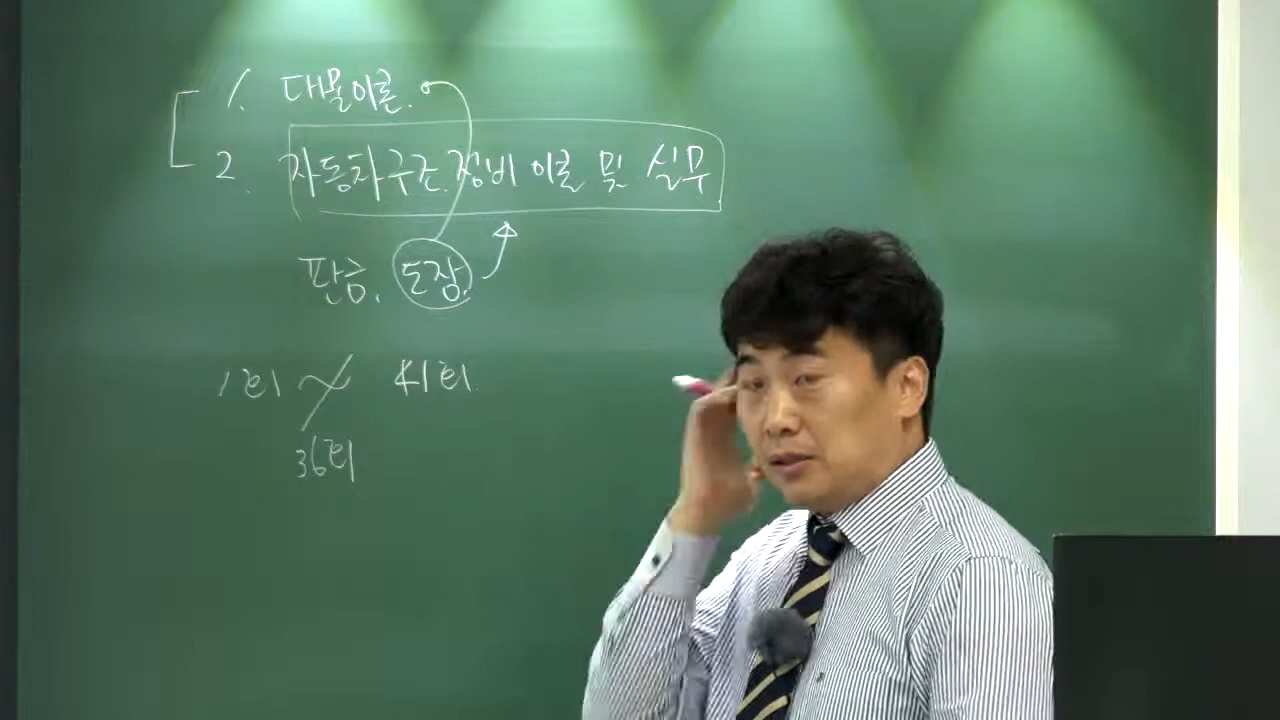 1. 대물이론.
2. 자동차구조.정비 이론 및 실무
판금, 도장.
1회 ~ 41회.
36회